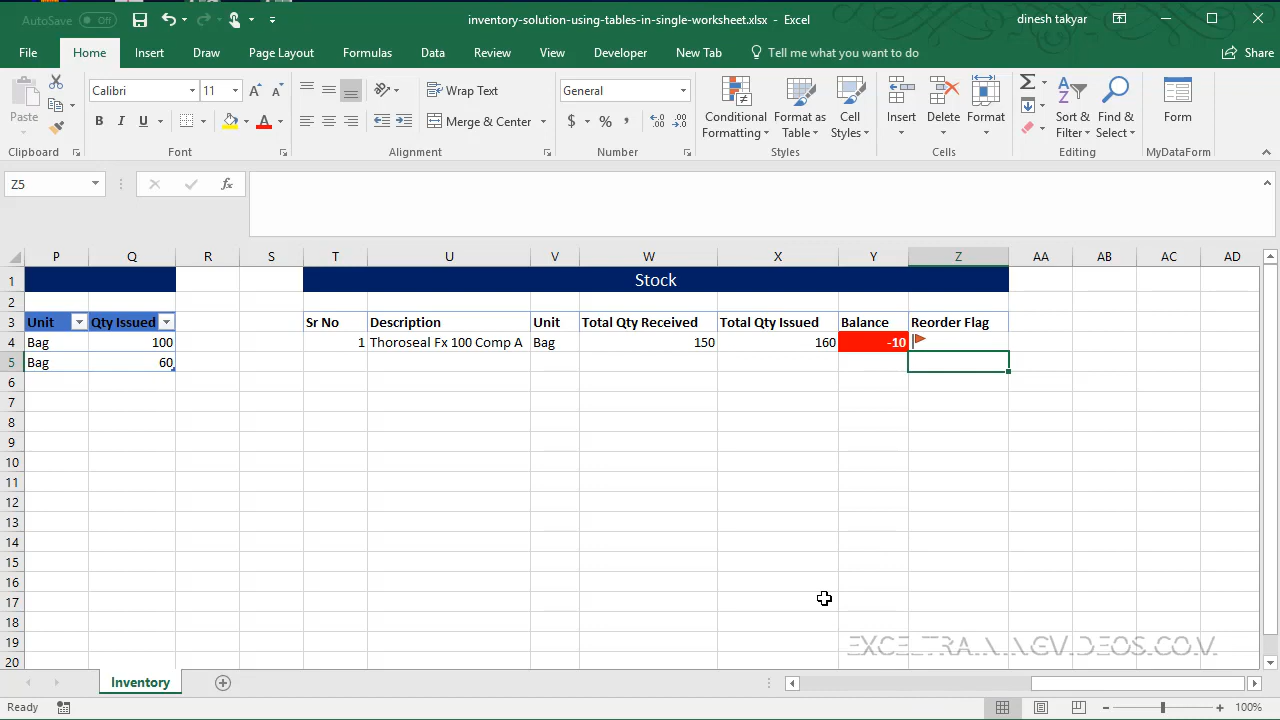 AutoSave Off
inventory-solution-using-tables-in-single-worksheet.xlsx - Excel
dinesh takyar
File Home Insert Draw Page Layout Formulas Data Review View Developer New Tab Tell me what you want to do Share
Paste
Calibri 11
B I U
Wrap Text
Merge & Center
General
$ % ,
Conditional Formatting
Format as Table
Cell Styles
Insert Delete Format
Sort & Filter
Find & Select
Form
Clipboard Font Alignment Number Styles Cells Editing MyDataForm
Z5 fx
P Q R S T U V W X Y Z AA AB AC AD
1 Stock
2
3 Unit Qty Issued Sr No Description Unit Total Qty Received Total Qty Issued Balance Reorder Flag
4 Bag 100 1 Thoroseal Fx 100 Comp A Bag 150 160 -10
5 Bag 60
6
7
8
9
10
11
12
13
14
15
16
17
18
19
EXCELTRAININGVIDEOS.COM
20
Inventory
Ready 100%